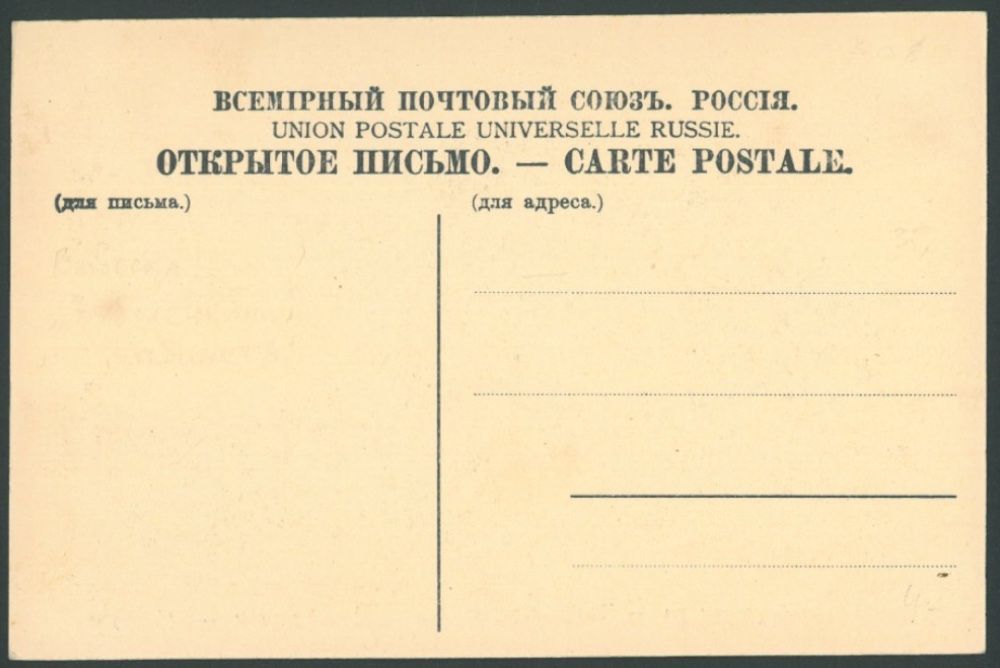 ВСЕМІРНЫЙ ПОЧТОВЫЙ СОЮЗЪ. РОССІЯ.
UNION POSTALE UNIVERSELLE RUSSIE.
ОТКРЫТОЕ ПИСЬМО. — CARTE POSTALE.
(для письма.) (для адреса.)